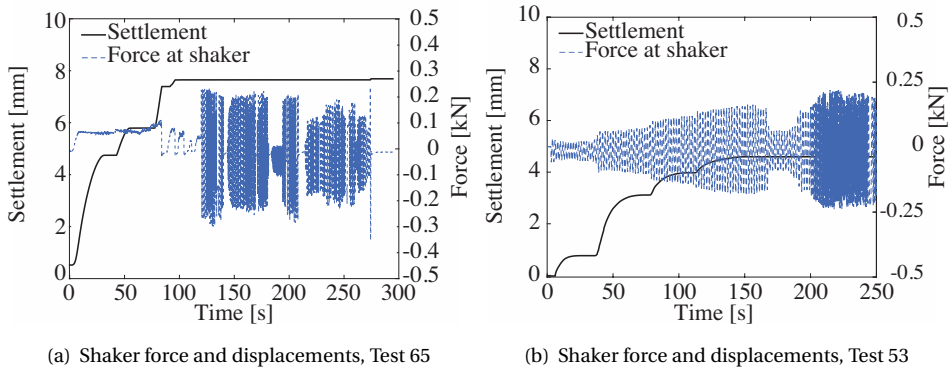 10
8
6
4
2
0
Settlement [mm]
Settlement
Force at shaker
0.5
0.4
0.3
0.2
0.1
0
-0.1
-0.2
-0.3
-0.4
-0.5
Force [kN]
0 50 100 150 200 250 300
Time [s]
(a) Shaker force and displacements, Test 65
10
8
6
4
2
0
Settlement [mm]
Settlement
Force at shaker
0.5
0.25
0
-0.25
-0.5
Force [kN]
0 50 100 150 200 250
Time [s]
(b) Shaker force and displacements, Test 53